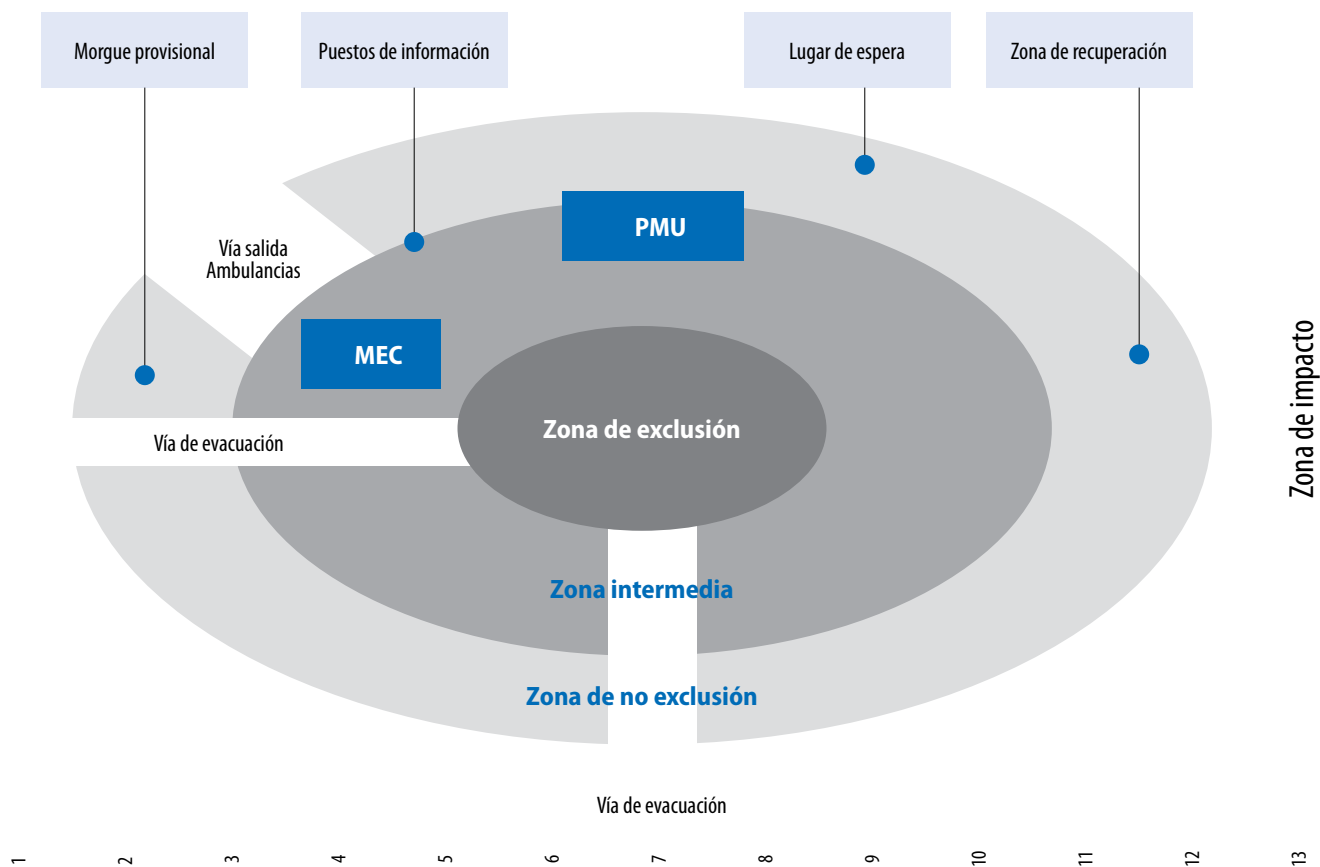 Morgue provisional
Puestos de información
Lugar de espera
Zona de recuperación
PMU
Vía salida
Ambulancias
MEC
Zona de exclusión
Vía de evacuación
Zona de impacto
Zona intermedia
Zona de no exclusión
Vía de evacuación
1
2
3
4
5
6
7
8
9
10
11
12
13